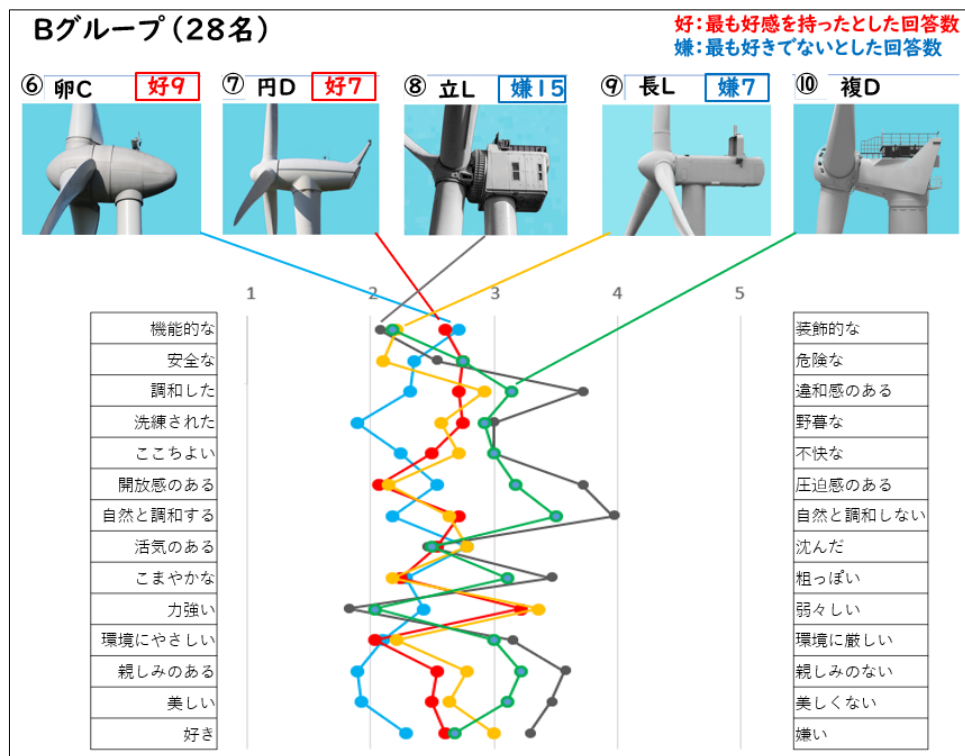 Bグループ(28名)
好:最も好感を持ったとした回答数
嫌:最も好きでないとした回答数
⑥ 卵C 好9
⑦ 円D 好7
⑧ 立L 嫌15
⑨ 長L 嫌7
⑩ 複D
1 2 3 4 5
機能的な 装飾的な
安全な 危険な
調和した 違和感のある
洗練された 野暮な
ここちよい 不快な
開放感のある 圧迫感のある
自然と調和する 自然と調和しない
活気のある 沈んだ
こまやかな 粗っぽい
力強い 弱々しい
環境にやさしい 環境に厳しい
親しみのある 親しみのない
美しい 美しくない
好き 嫌い